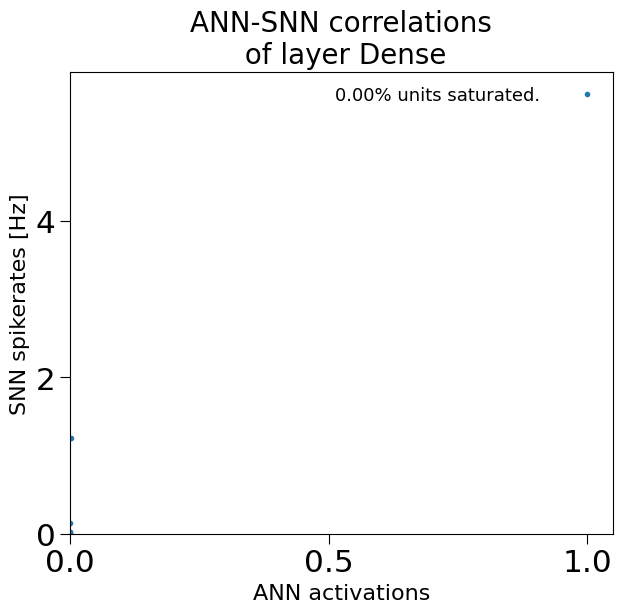 ANN-SNN correlations
of layer Dense
0.00% units saturated.
SNN spikerates [Hz]
4
2
0
0.0
0.5
1.0
ANN activations